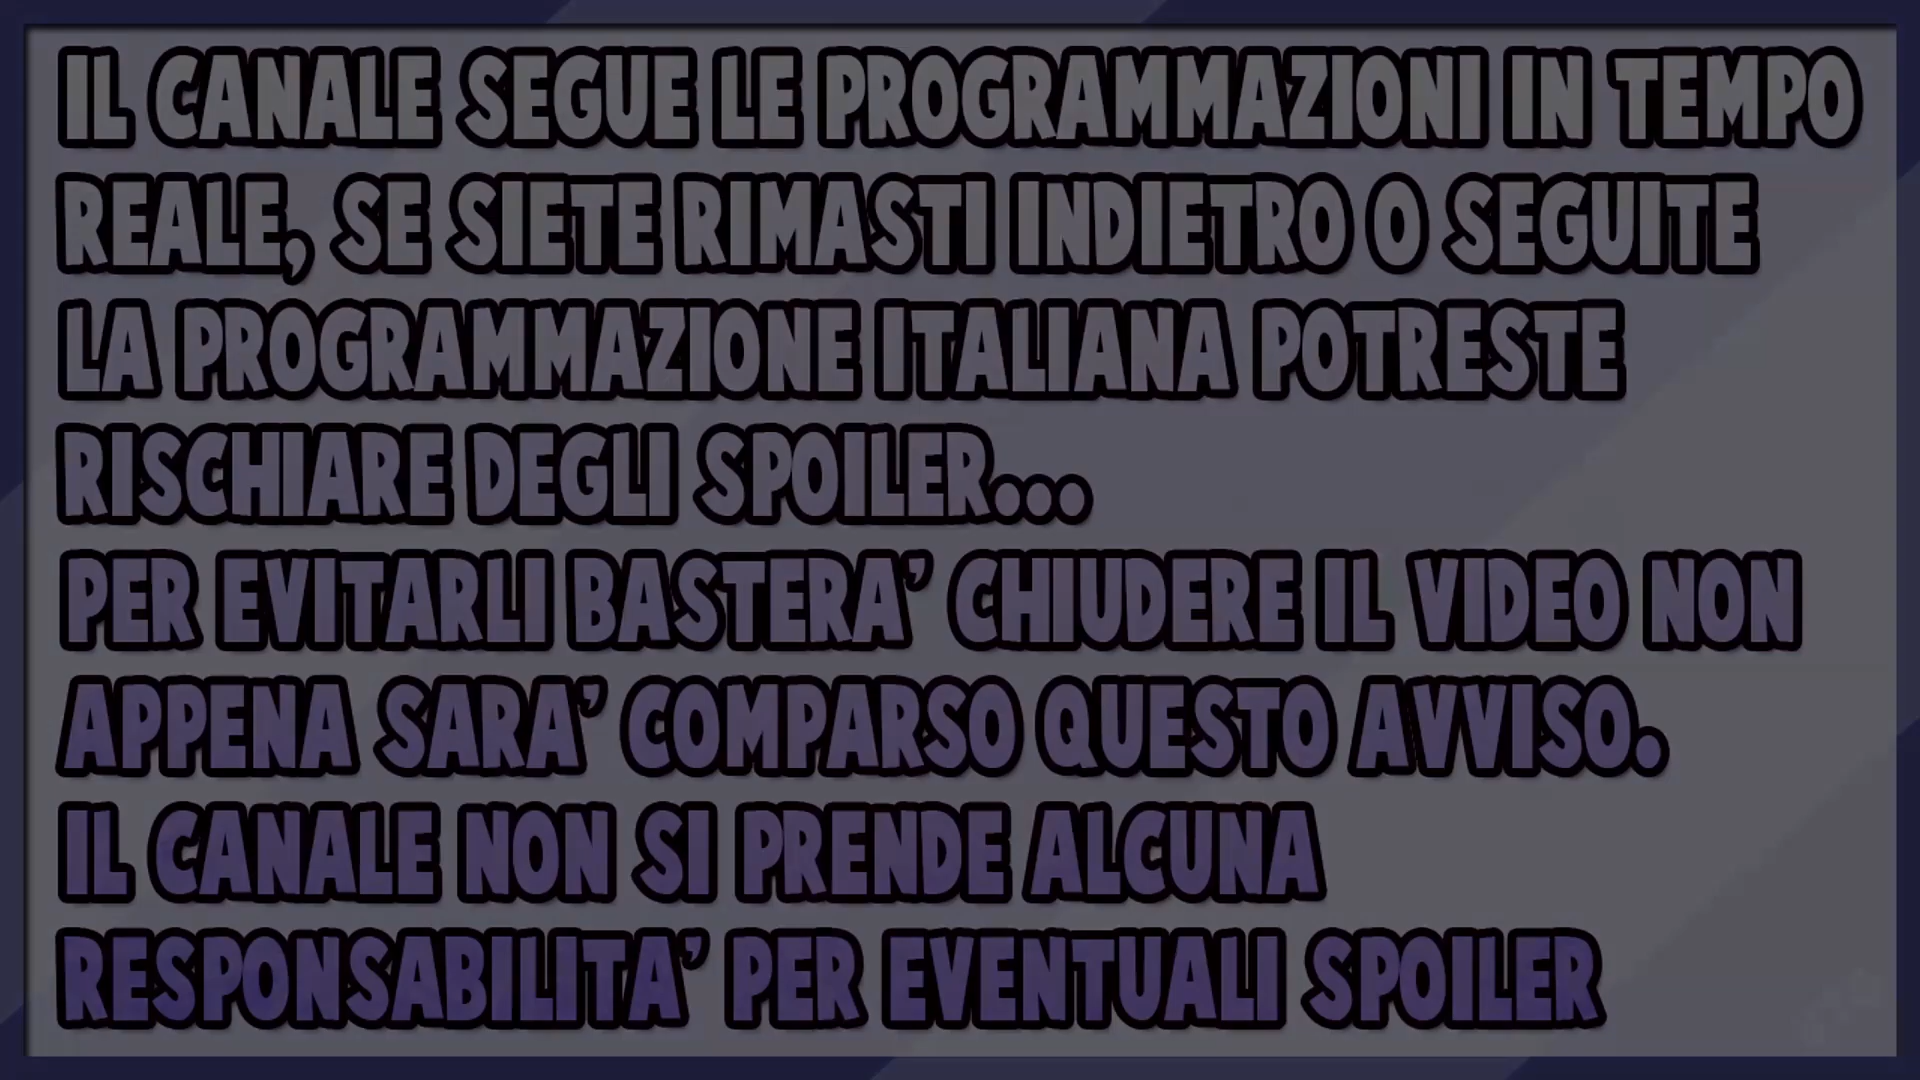 IL CANALE SEGUE LE PROGRAMMAZIONI IN TEMPO
REALE, SE SIETE RIMASTI INDIETRO O SEGUITE
LA PROGRAMMAZIONE ITALIANA POTRESTE
RISCHIARE DEGLI SPOILER...
PER EVITARLI BASTERA’ CHIUDERE IL VIDEO NON
APPENA SARA’ COMPARSO QUESTO AVVISO.
IL CANALE NON SI PRENDE ALCUNA
RESPONSABILITA’ PER EVENTUALI SPOILER